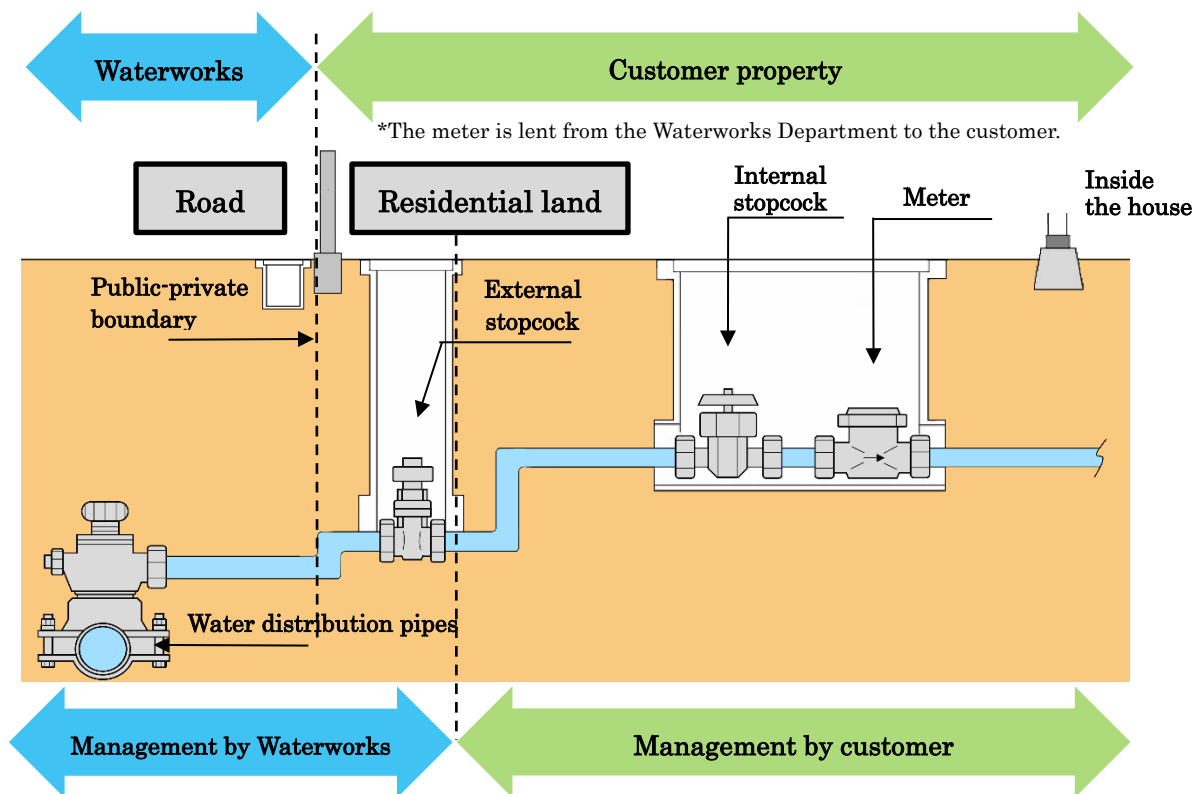 Waterworks
Customer property
*The meter is lent from the Waterworks Department to the customer.
Road
Residential land
Internal
stopcock
Meter
Inside
the house
Public-private
boundary
External
stopcock
Water distribution pipes
Management by Waterworks
Management by customer